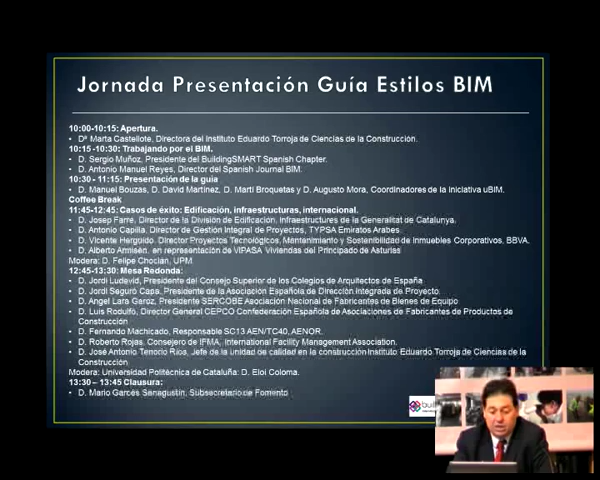 Jornada Presentación Guía Estilos BIM
10:00-10:15: Apertura.
• Dª Marta Castellote, Directora del Instituto Eduardo Torroja de Ciencias de la Construcción.
10:15 -10:30: Trabajando por el BIM.
• D. Sergio Muñoz, Presidente del BuildingSMART Spanish Chapter.
• D. Antonio Manuel Reyes, Director del Spanish Journal BIM.
10:30 - 11:15: Presentación de la guía
• D. Manuel Bouzas, D. David Martínez, D. Martí Broquetas y D. Augusto Mora, Coordinadores de la iniciativa uBIM.
Coffee Break
11:45-12:45: Casos de éxito: Edificación, infraestructuras, internacional.
• D. Josep Farré, Director de la División de Edificación, Infraestructures de la Generalitat de Catalunya.
• D. Antonio Capilla, Director de Gestión Integral de Proyectos, TYPSA Emiratos Arabes.
• D. Vicente Herguido, Director Proyectos Tecnológicos, Mantenimiento y Sostenibilidad de Inmuebles Corporativos, BBVA.
• D. Alberto Armisén, en representación de VIPASA Viviendas del Principado de Asturias
Modera: D. Felipe Choclán, UPM
12:45-13:30: Mesa Redonda:
• D. Jordi Ludevid, Presidente del Consejo Superior de los Colegios de Arquitectos de España
• D. Jordi Seguró Capa, Presidente de la Asociación Española de Dirección Integrada de Proyecto.
• D. Angel Lara Garoz, Presidente SERCOBE Asociación Nacional de Fabricantes de Bienes de Equipo
• D. Luis Rodulfo, Director General CEPCO Confederación Española de Asociaciones de Fabricantes de Productos de
Construcción
• D. Fernando Machicado, Responsable SC13 AEN/TC40, AENOR.
• D. Roberto Rojas, Consejero de IFMA, International Facility Management Association.
• D. José Antonio Tenorio Ríos, Jefe de la unidad de calidad en la construcción-Instituto Eduardo Torroja de Ciencias de la
Construcción
Modera: Universidad Politécnica de Cataluña: D. Eloi Coloma.
13:30 – 13:45 Clausura:
• D. Mario Garcés Sanagustín, Subsecretario de Fomento